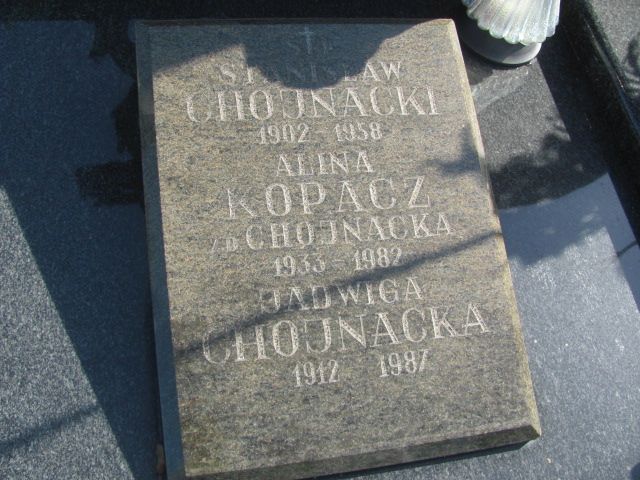 Ś P
STANISŁAW
CHOJNACKI
1902 1958
ALINA
KOPACZ
Z D CHOJNACKA
1933 - 1982
JADWIGA
CHOJNACKA
1912 1987